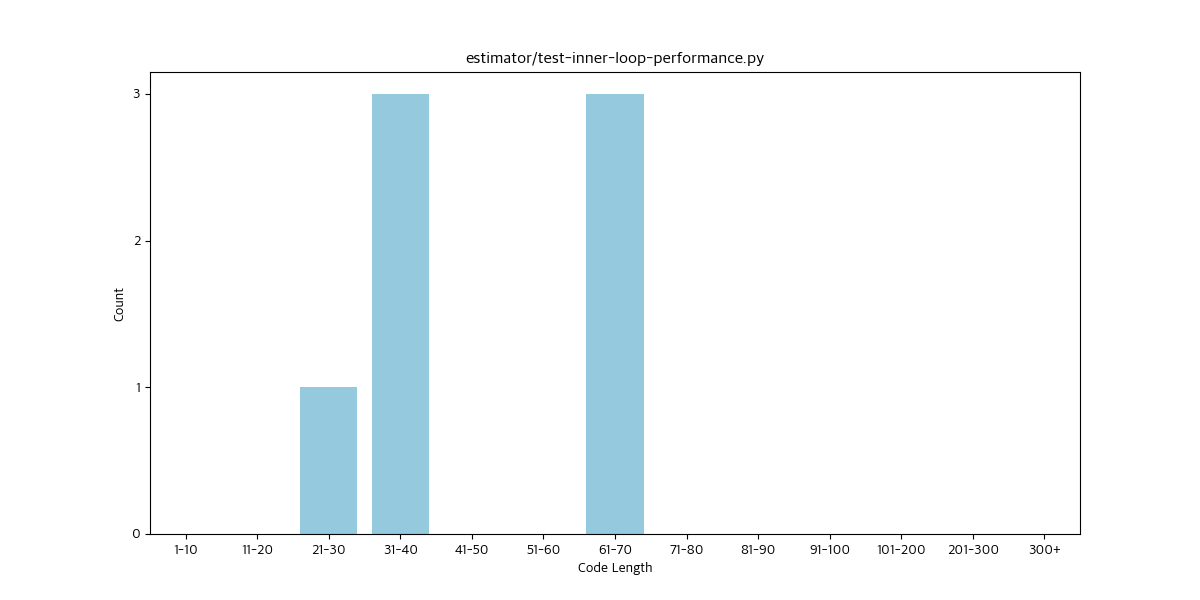 estimator/test-inner-loop-performance.py
3
2
1
0
Count
1-10 11-20 21-30 31-40 41-50 51-60 61-70 71-80 81-90 91-100 101-200 201-300 300+
Code Length